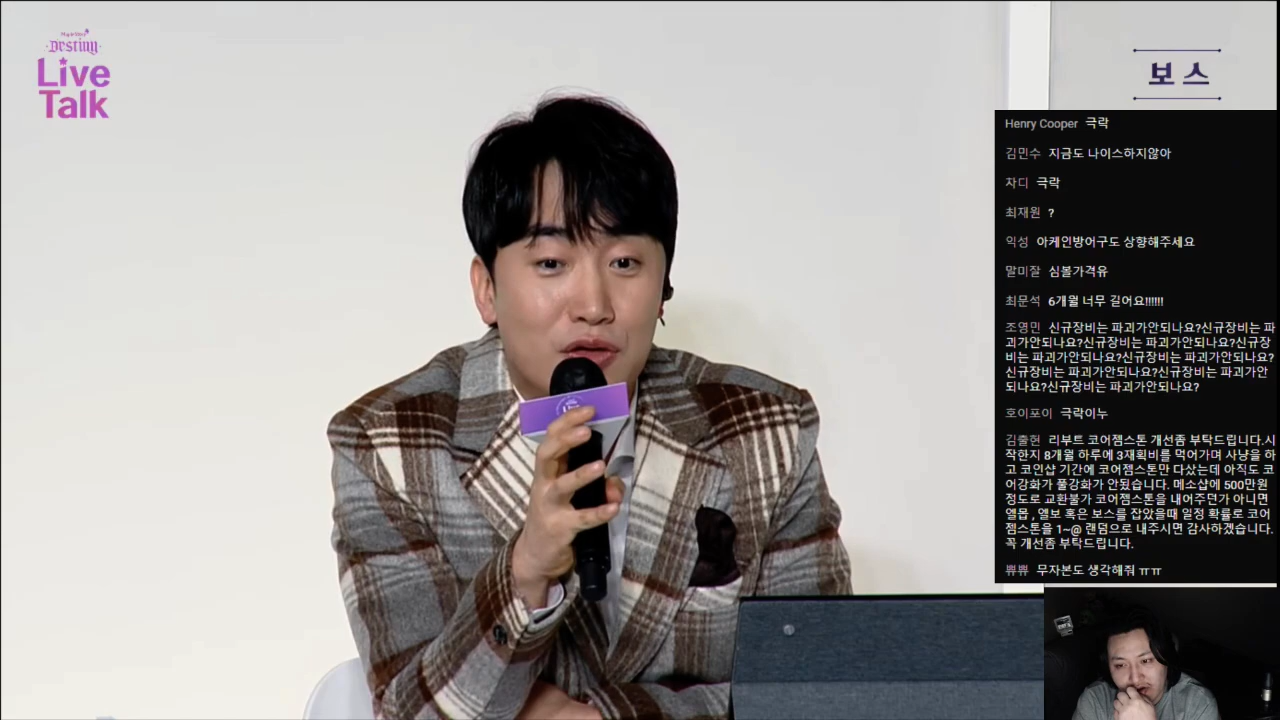 Destiny
Live
Talk
보스
Henry Cooper 극락
김민수 지금도 나이스하지않아
차디 극락
최재원 ?
익성 아케인방어구도 상향해주세요
말미잘 심볼가격유
최문석 6개월 너무 길어요!!!!!!
조영민 신규장비는 파괴가안되나요?신규장비는 파
괴가안되나요?신규장비는 파괴가안되나요?신규장
비는 파괴가안되나요?신규장비는 파괴가안되나요?
신규장비는 파괴가안되나요?신규장비는 파괴가안
되나요?신규장비는 파괴가안되나요?
호이포이 극락이누
김출현 리부트 코어젬스톤 개선좀 부탁드립니다.시
작한지 8개월 하루에 3재획비를 먹어가며 사냥을 하
고 코인샵 기간에 코어젬스톤만 다샀는데 아직도 코
어강화가 풀강화가 안됬습니다. 메소샵에 500만원
정도로 교환불가 코어젬스톤을 내어주던가 아니면
엘몹 , 엘보 혹은 보스를 잡았을때 일정 확률로 코어
젬스톤을 1~@ 랜덤으로 내주시면 감사하겠습니다.
꼭 개선좀 부탁드립니다.
쀼쀼 무자본도 생각해줘 ㅠㅠ